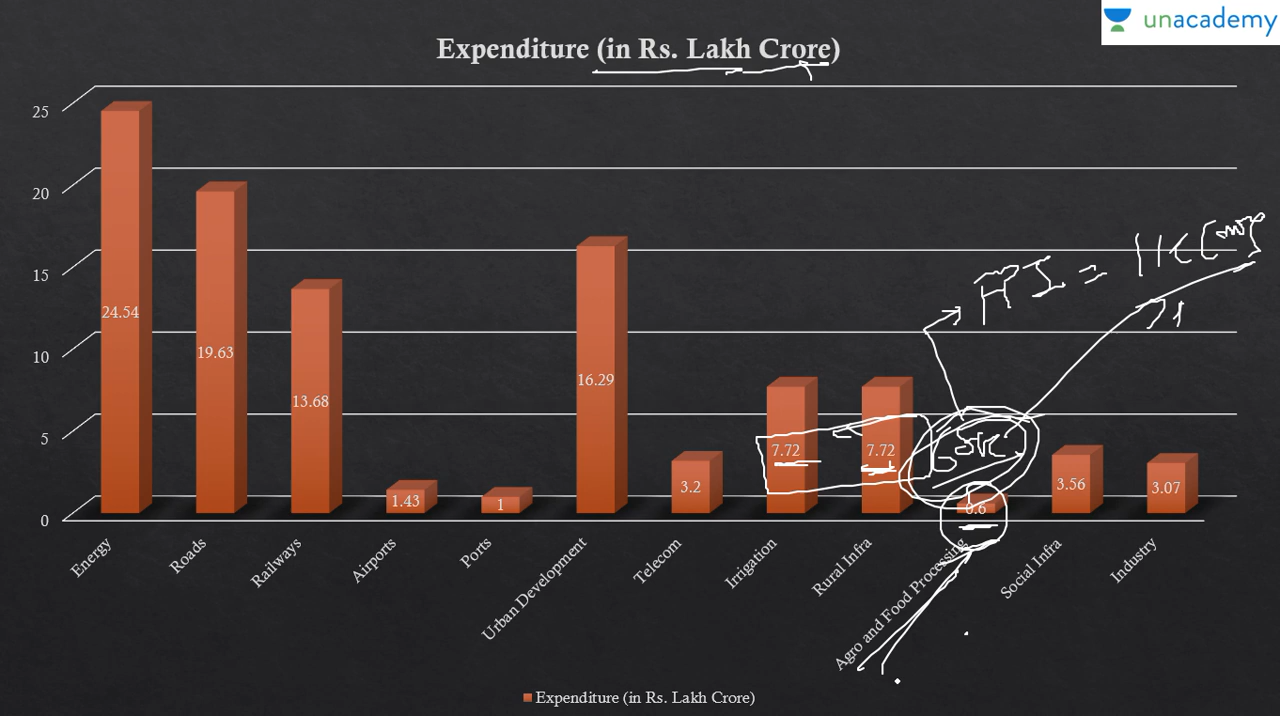 unacademy
Expenditure (in Rs. Lakh Crore)
25
20
15
10
5
0
24.54
19.63
13.68
1.43
1
16.29
3.2
7.72
7.72
0.6
3.56
3.07
Energy
Roads
Railways
Airports
Ports
Urban Development
Telecom
Irrigation
Rural Infra
Agro and Food Processing
Social Infra
Industry
Expenditure (in Rs. Lakh Crore)